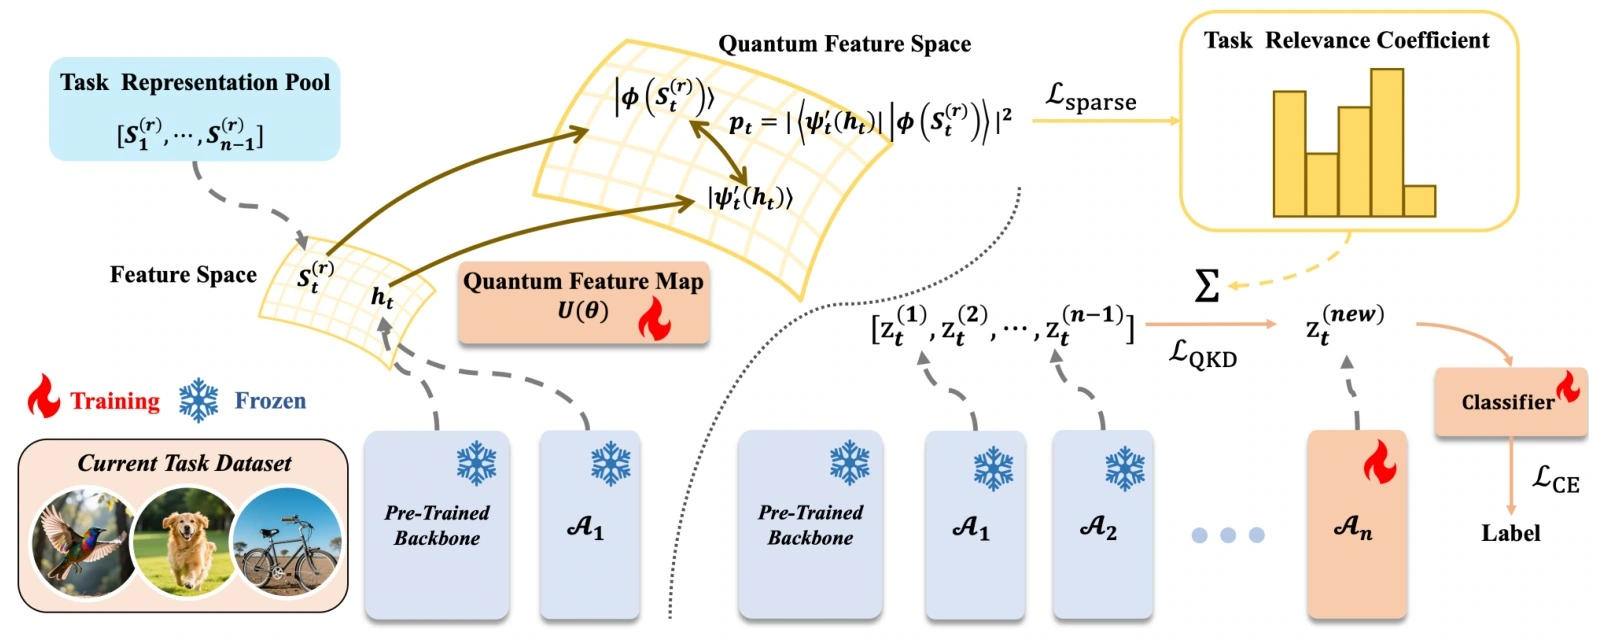 Quantum Feature Space
Task Relevance Coefficient
Task Representation Pool
[S_1^{(r)}, ⋯, S_{n-1}^{(r)}]
|ϕ(S_t^{(r)})⟩
p_t = |⟨ψ′_t(h_t)| |ϕ(S_t^{(r)})⟩|^2
ℒ_sparse
|ψ′_t(h_t)⟩
Feature Space
S_t^{(r)}
h_t
Quantum Feature Map
U(θ)
Σ
[z_t^{(1)}, z_t^{(2)}, ⋯, z_t^{(n-1)}]
ℒ_QKD
z_t^{(new)}
Training
Frozen
Classifier
Current Task Dataset
Pre-Trained
Backbone
𝒜_1
Pre-Trained
Backbone
𝒜_1
𝒜_2
𝒜_n
ℒ_CE
Label